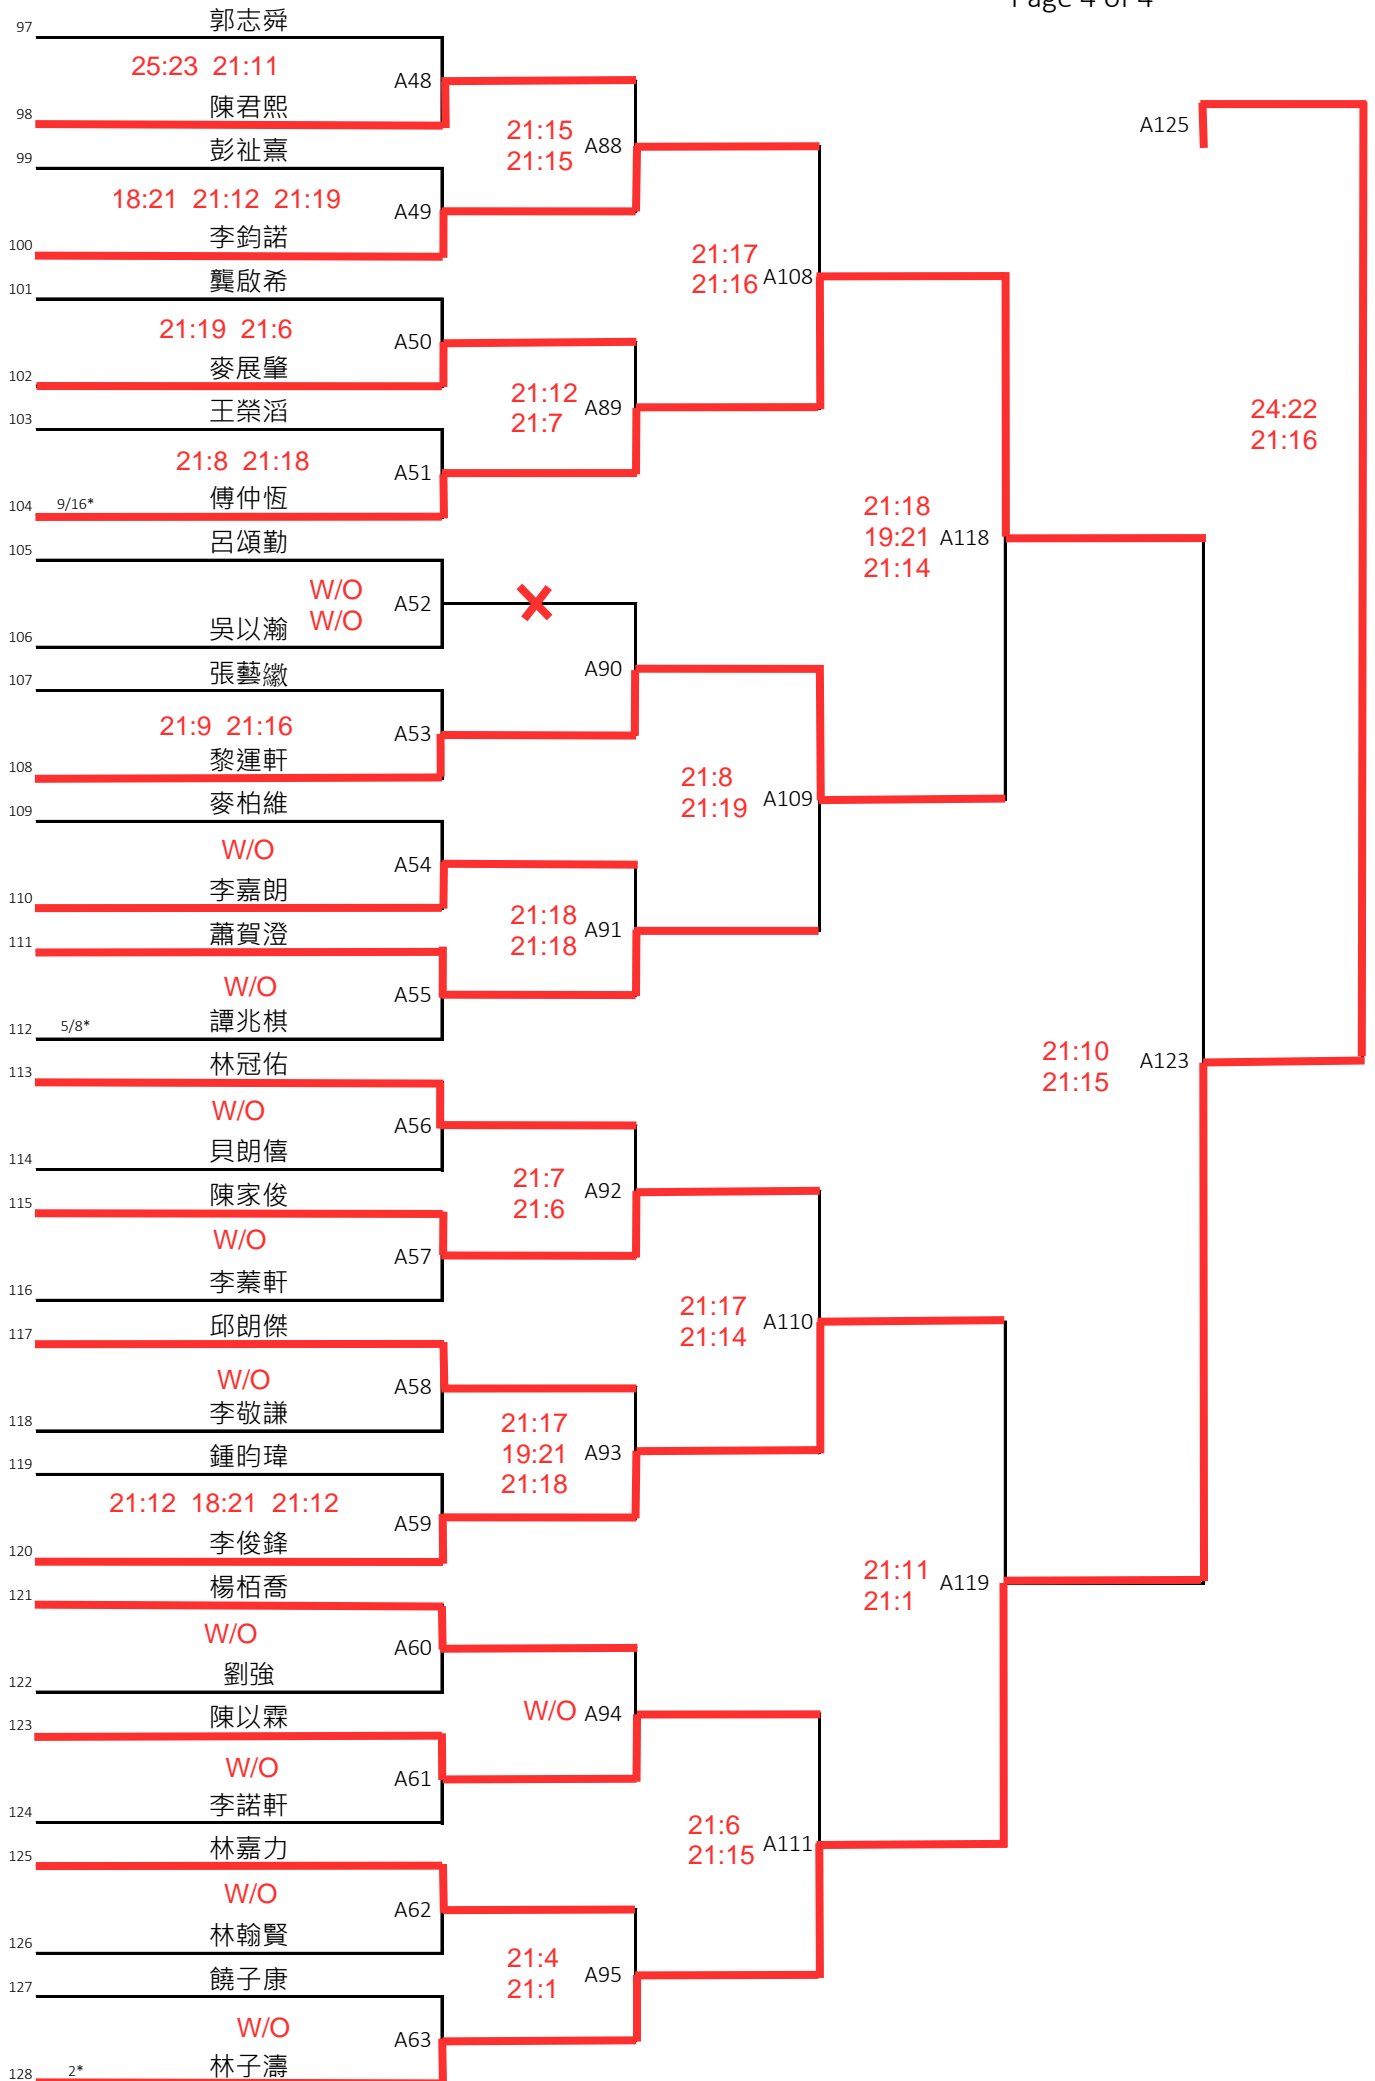 Page 4 of 4
97 郭志舜
25:23 21:11
A48
98 陳君熙
21:15
21:15
A88
A125
99 彭祉熹
18:21 21:12 21:19
A49
100 李鈞諾
21:17
21:16
A108
101 龔啟希
21:19 21:6
A50
102 麥展肇
21:12
21:7
A89
24:22
21:16
103 王榮滔
21:8 21:18
A51
104 9/16* 傅仲恆
21:18
19:21
21:14
A118
105 呂頌勤
W/O
W/O
A52
106 吳以瀚
A90
107 張藝繳
21:9 21:16
A53
108 黎運軒
21:8
21:19
A109
109 麥柏維
W/O
A54
110 李嘉朗
21:18
21:18
A91
111 蕭賀澄
W/O
A55
112 5/8* 譚兆棋
21:10
21:15
A123
113 林冠佑
W/O
A56
114 貝朗僖
21:7
21:6
A92
115 陳家俊
W/O
A57
116 李蓁軒
21:17
21:14
A110
117 邱朗傑
W/O
A58
118 李敬謙
21:17
19:21
21:18
A93
119 鍾昀瑋
21:12 18:21 21:12
A59
120 李俊鋒
21:11
21:1
A119
121 楊栢喬
W/O
A60
122 劉強
W/O A94
123 陳以霖
W/O
A61
124 李諾軒
21:6
21:15
A111
125 林嘉力
W/O
A62
126 林翰賢
21:4
21:1
A95
127 饒子康
W/O
A63
128 2* 林子濤